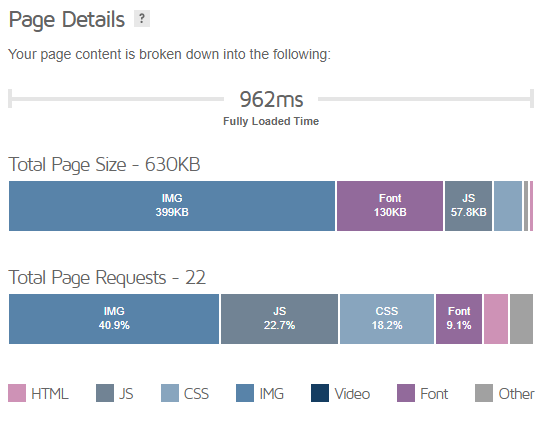 Page Details ?
Your page content is broken down into the following:
962ms
Fully Loaded Time
Total Page Size - 630KB
IMG Font JS
399KB 130KB 57.8KB
Total Page Requests - 22
IMG JS CSS Font
40.9% 22.7% 18.2% 9.1%
HTML JS CSS IMG Video Font Other